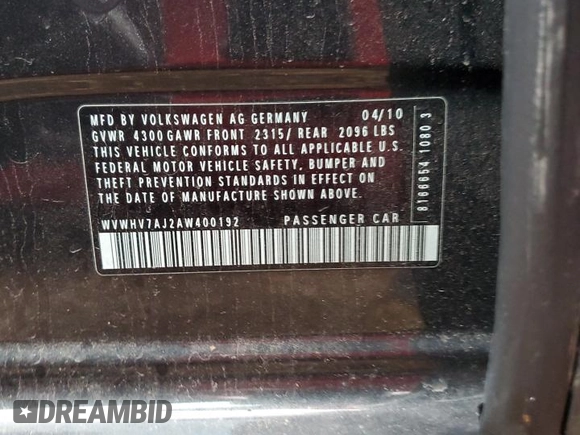 MFD BY VOLKSWAGEN AG GERMANY 04/10
GVWR 4300 GAWR FRONT 2315/ REAR 2096 LBS
THIS VEHICLE CONFORMS TO ALL APPLICABLE U.S.
FEDERAL MOTOR VEHICLE SAFETY, BUMPER AND
THEFT PREVENTION STANDARDS IN EFFECT ON
THE DATE OF MANUFACTURE SHOWN ABOVE.
WVWHV7AJ2AW400192 PASSENGER CAR
8166654 1080 3
DREAMBID